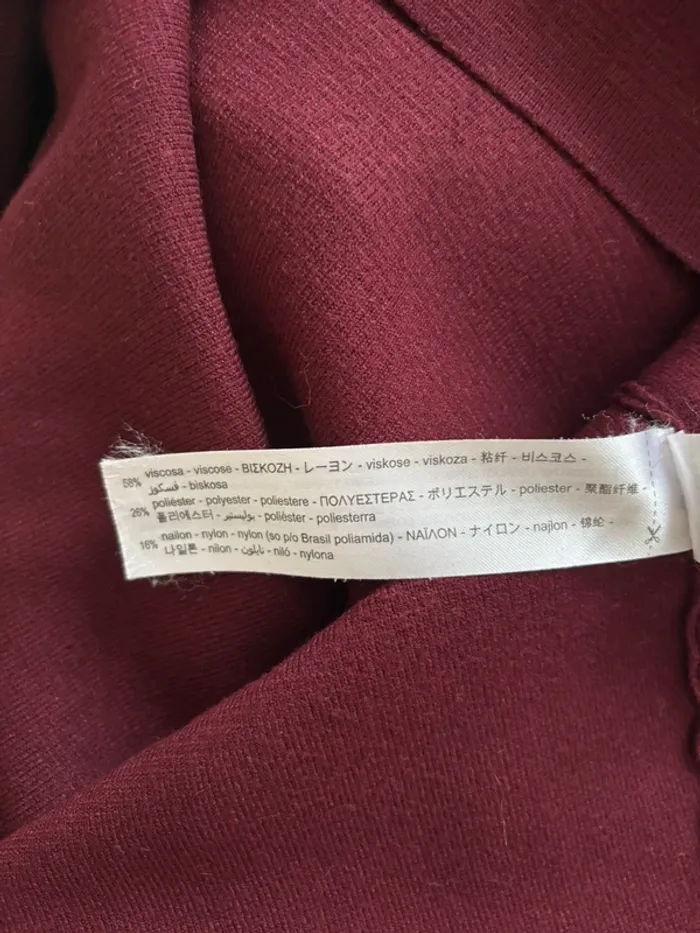 58% viscosa - viscose - ΒΙΣΚΟΖΗ - レーヨン - viskose - viskoza - 粘纤 - 비스코스 -
فسكوز - biskosa
26% poliéster - polyester - poliestere - ΠΟΛΥΕΣΤΕΡΑΣ - ポリエステル - poliester - 聚酯纤维 -
폴리에스터 - بوليستير - polièster - poliesterra
16% nailon - nylon - nylon (so p/o Brasil poliamida) - ΝΑΪΛΟΝ - ナイロン - najlon - 锦纶 -
나일론 - nilon - نايلون - niló - nylona